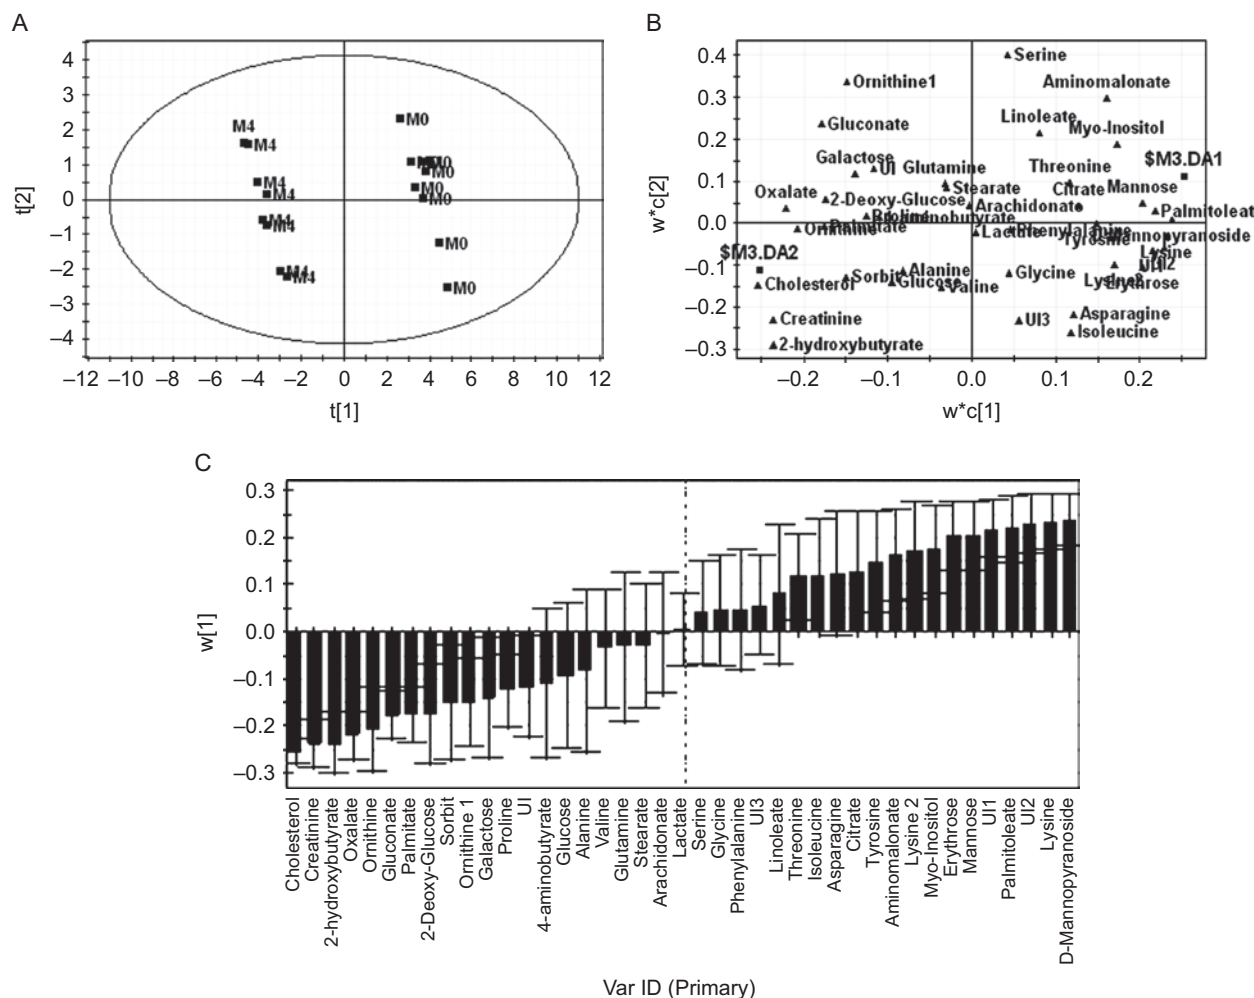 A
B
4
3
2
1
0
−1
−2
−3
−4
t[2]
M4
M4
M4
M4
M4
M4
M4
M4
M0
M0
M0
M0
M0
M0
M0
−12 −10 −8 −6 −4 −2 0 2 4 6 8 10 12
t[1]
0.4
0.3
0.2
0.1
0.0
−0.1
−0.2
−0.3
w*c[2]
Serine
Ornithine1
Aminomalonate
Gluconate
Linoleate
Myo-Inositol
Galactose
UI
Glutamine
Threonine
$M3.DA1
Oxalate
2-Deoxy-Glucose
Stearate
Citrate
Mannose
Proline
Arachidonate
Palmitoleat
Ornithine
Palmitate
Lactate
Phenylalanine
Tyrosine
$M3.DA2
Lysine
Cholesterol
Sorbit
Alanine
Glucose
Valine
Glycine
Erythrose
Creatinine
UI3
Asparagine
Isoleucine
2-hydroxybutyrate
−0.2 −0.1 0.0 0.1 0.2
w*c[1]
C
0.3
0.2
0.1
0.0
−0.1
−0.2
−0.3
w[1]
Cholesterol
Creatinine
2-hydroxybutyrate
Oxalate
Ornithine
Gluconate
Palmitate
2-Deoxy-Glucose
Sorbit
Ornithine 1
Galactose
Proline
UI
4-aminobutyrate
Glucose
Alanine
Valine
Glutamine
Stearate
Arachidonate
Lactate
Serine
Glycine
Phenylalanine
UI3
Linoleate
Threonine
Isoleucine
Asparagine
Citrate
Tyrosine
Aminomalonate
Lysine 2
Myo-Inositol
Erythrose
Mannose
UI1
Palmitoleate
UI2
Lysine
D-Mannopyranoside
Var ID (Primary)